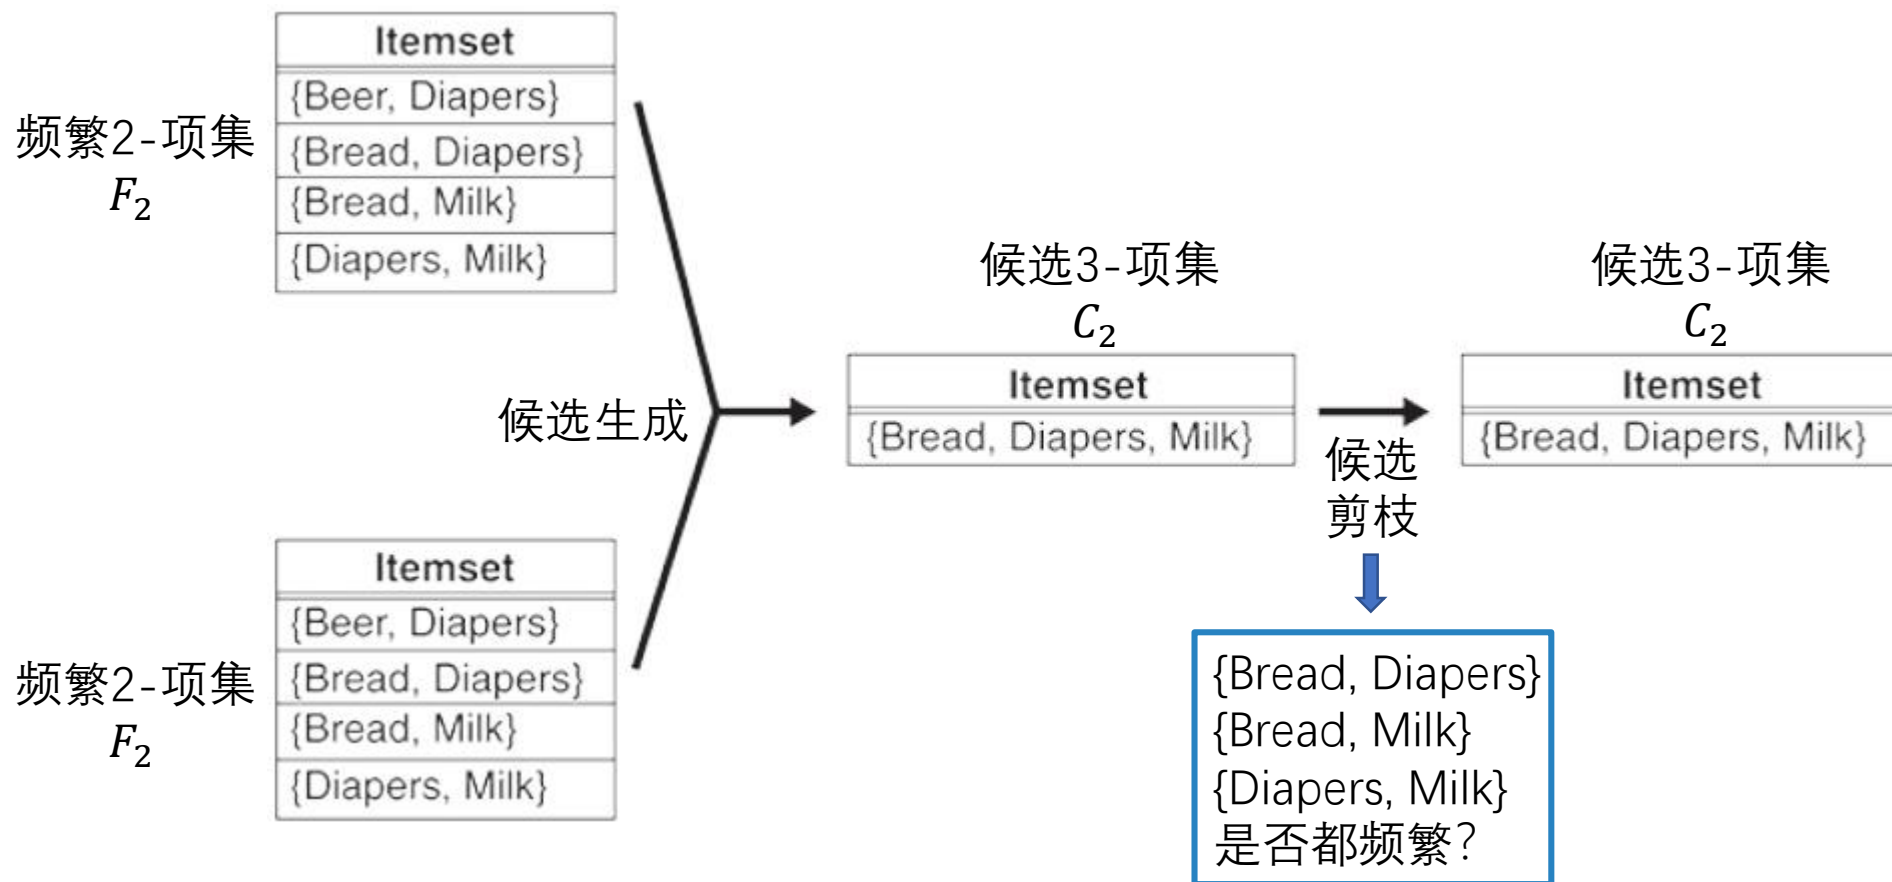 Itemset
{Beer, Diapers}
{Bread, Diapers}
{Bread, Milk}
{Diapers, Milk}
频繁2-项集
F₂
候选生成
Itemset
{Beer, Diapers}
{Bread, Diapers}
{Bread, Milk}
{Diapers, Milk}
频繁2-项集
F₂
候选3-项集
C₂
Itemset
{Bread, Diapers, Milk}
候选
剪枝
候选3-项集
C₂
Itemset
{Bread, Diapers, Milk}
{Bread, Diapers}
{Bread, Milk}
{Diapers, Milk}
是否都频繁?